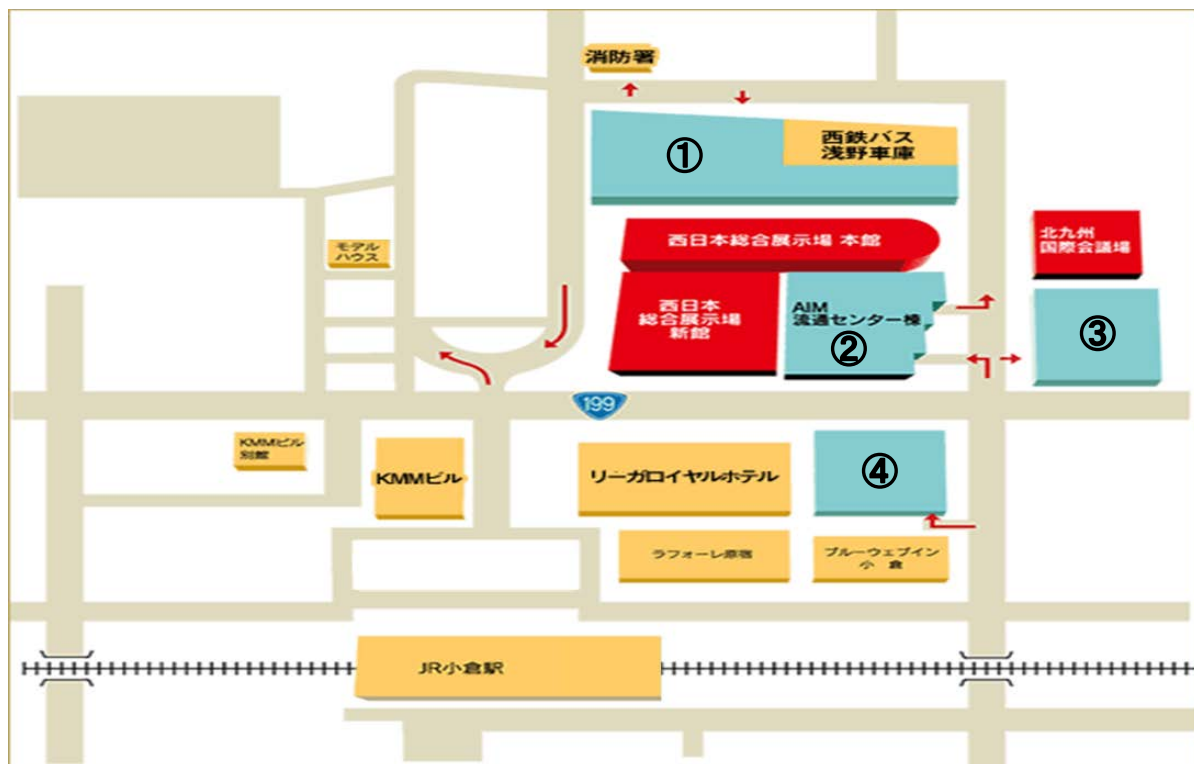 消防署
①
西鉄バス
浅野車庫
西日本総合展示場 本館
北九州
国際会議場
モデル
ハウス
西日本
総合展示場
新館
AIM
流通センター棟
②
③
199
KMMビル
別館
KMMビル
リーガロイヤルホテル
④
ラフォーレ原宿
ブルーウェブイン
小 倉
JR小倉駅